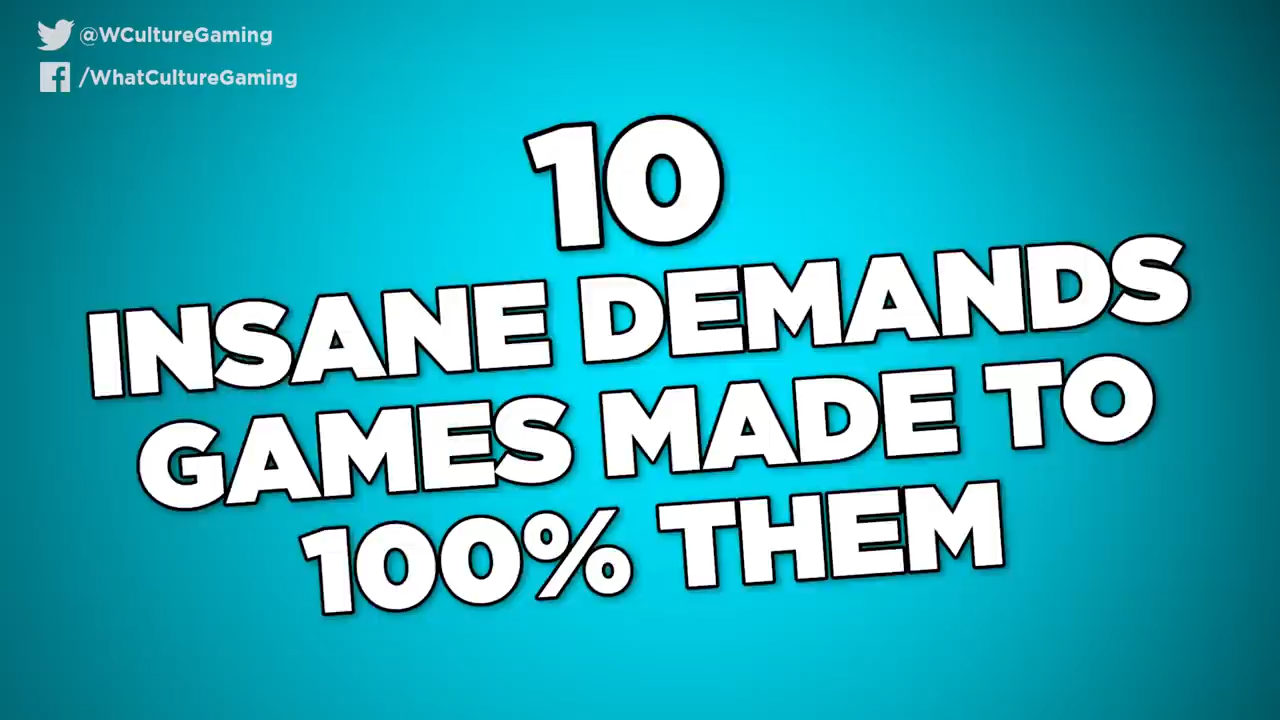 @WCultureGaming
/WhatCultureGaming
10
INSANE DEMANDS
GAMES MADE TO
100% THEM